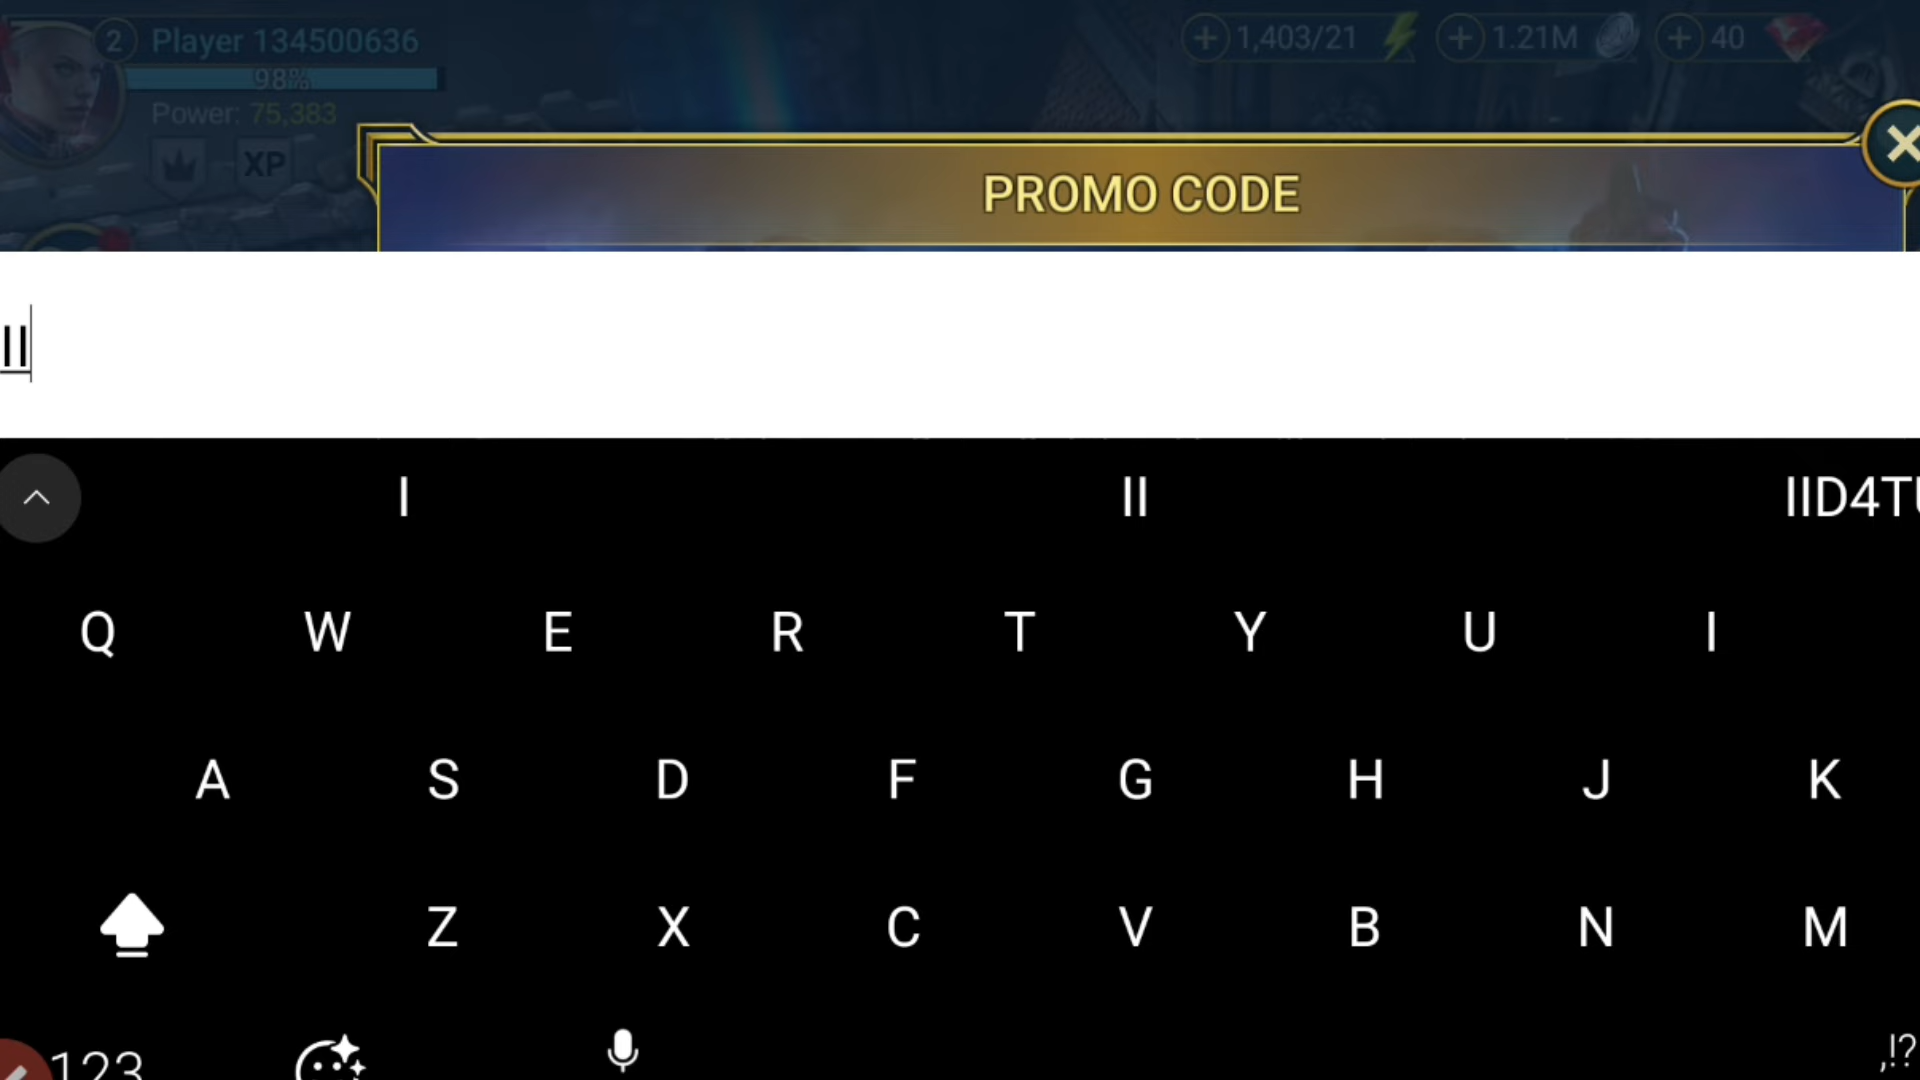 2 Player 134500636
1,403/21 1.21M 40
98%
Power: 75,383
XP
PROMO CODE
II
I II IID4TU
Q W E R T Y U I
A S D F G H J K
Z X C V B N M
123 ,!?